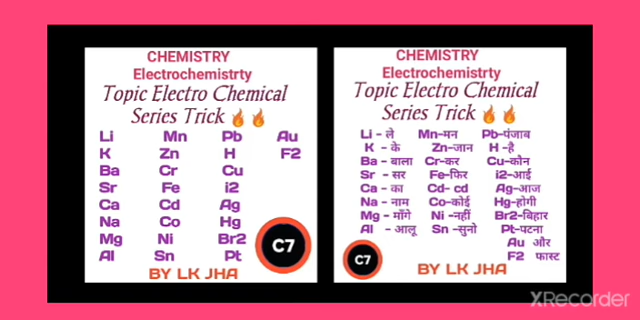 CHEMISTRY
Electrochemistrty
Topic Electro Chemical
Series Trick 🔥🔥
Li Mn Pb Au
K Zn H F2
Ba Cr Cu
Sr Fe i2
Ca Cd Ag
Na Co Hg
Mg Ni Br2
Al Sn Pt
C7
BY LK JHA
CHEMISTRY
Electrochemistrty
Topic Electro Chemical
Series Trick 🔥🔥
Li - ले Mn-मन Pb-पंजाब
K - के Zn-जान H -है
Ba - बाला Cr-कर Cu-कौन
Sr - सर Fe-फिर i2-आई
Ca - का Cd- cd Ag-आज
Na - नाम Co-कोई Hg-होगी
Mg - माँगे Ni -नहीं Br2-बिहार
Al - आलू Sn -सुनो Pt-पटना
Au और
F2 फास्ट
C7
BY LK JHA
XRecorder